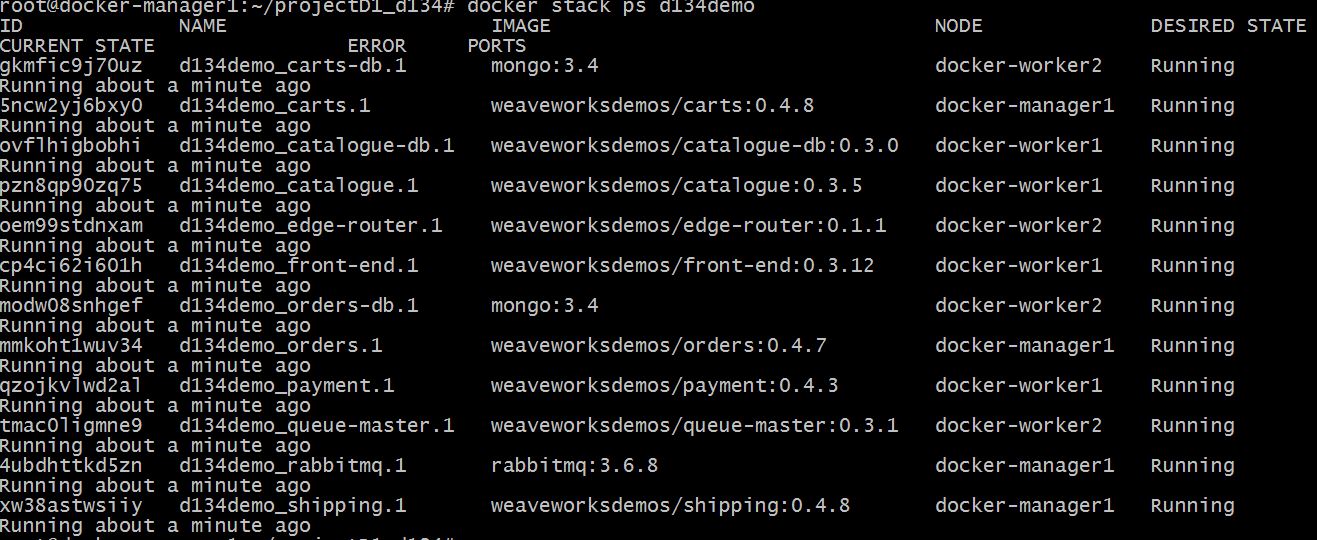 root@docker-manager1:~/projectD1_d134# docker stack ps d134demo
ID NAME IMAGE NODE DESIRED STATE
CURRENT STATE ERROR PORTS
gkmfic9j70uz d134demo_carts-db.1 mongo:3.4 docker-worker2 Running
Running about a minute ago
5ncw2yj6bxy0 d134demo_carts.1 weaveworksdemos/carts:0.4.8 docker-manager1 Running
Running about a minute ago
ovflhigbobhi d134demo_catalogue-db.1 weaveworksdemos/catalogue-db:0.3.0 docker-worker1 Running
Running about a minute ago
pzn8qp90zq75 d134demo_catalogue.1 weaveworksdemos/catalogue:0.3.5 docker-worker1 Running
Running about a minute ago
oem99stdnxam d134demo_edge-router.1 weaveworksdemos/edge-router:0.1.1 docker-worker2 Running
Running about a minute ago
cp4ci62i601h d134demo_front-end.1 weaveworksdemos/front-end:0.3.12 docker-worker1 Running
Running about a minute ago
modw08snhgef d134demo_orders-db.1 mongo:3.4 docker-worker2 Running
Running about a minute ago
mmkoht1wuv34 d134demo_orders.1 weaveworksdemos/orders:0.4.7 docker-manager1 Running
Running about a minute ago
qzojkvlwd2al d134demo_payment.1 weaveworksdemos/payment:0.4.3 docker-worker1 Running
Running about a minute ago
tmac0ligmne9 d134demo_queue-master.1 weaveworksdemos/queue-master:0.3.1 docker-worker2 Running
Running about a minute ago
4ubdhttkd5zn d134demo_rabbitmq.1 rabbitmq:3.6.8 docker-manager1 Running
Running about a minute ago
xw38astwsiiy d134demo_shipping.1 weaveworksdemos/shipping:0.4.8 docker-manager1 Running
Running about a minute ago